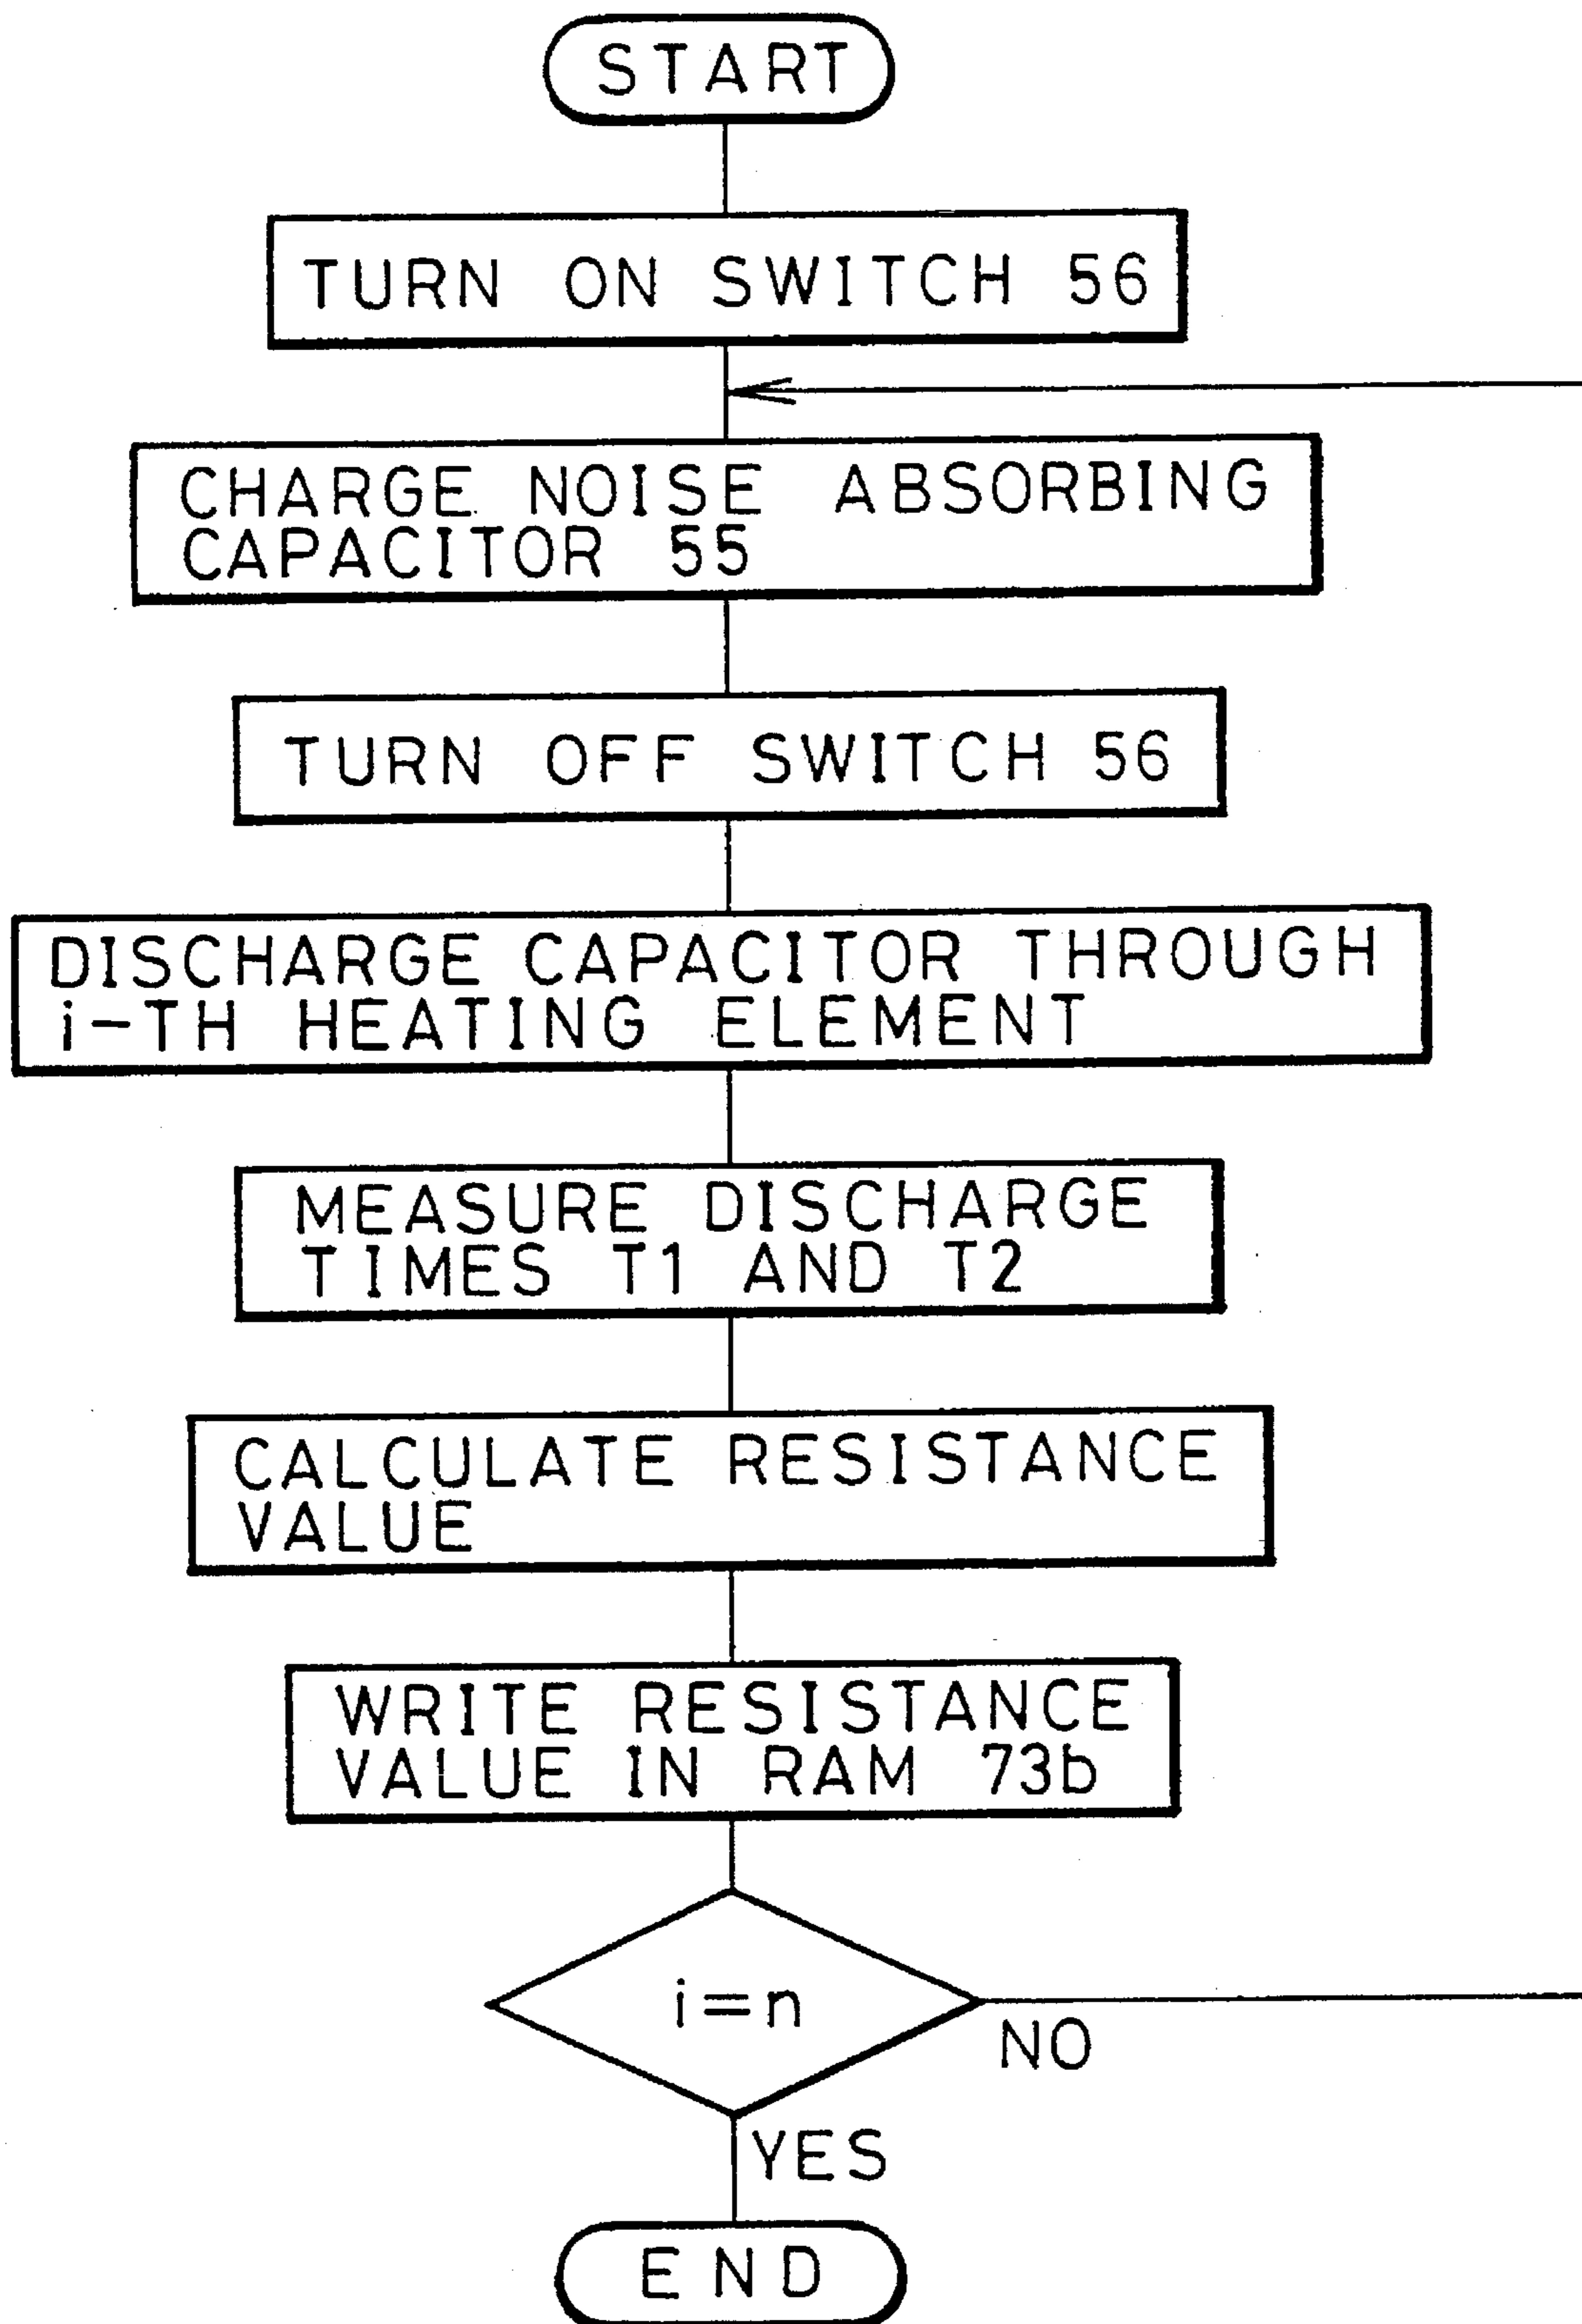 START
TURN ON SWITCH 56
CHARGE NOISE ABSORBING
CAPACITOR 55
TURN OFF SWITCH 56
DISCHARGE CAPACITOR THROUGH
i-TH HEATING ELEMENT
MEASURE DISCHARGE
TIMES T1 AND T2
CALCULATE RESISTANCE
VALUE
WRITE RESISTANCE
VALUE IN RAM 73b
i=n
NO
YES
END